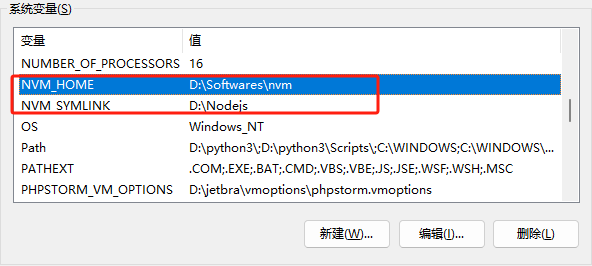 系统变量(S)
变量 值
NUMBER_OF_PROCESSORS 16
NVM_HOME D:\Softwares\nvm
NVM_SYMLINK D:\Nodejs
OS Windows_NT
Path D:\python3\;D:\python3\Scripts\;C:\WINDOWS;C:\WINDOWS\...
PATHEXT .COM;.EXE;.BAT;.CMD;.VBS;.VBE;.JS;.JSE;.WSF;.WSH;.MSC
PHPSTORM_VM_OPTIONS D:\jetbra\vmoptions\phpstorm.vmoptions
新建(W)... 编辑(I)... 删除(L)